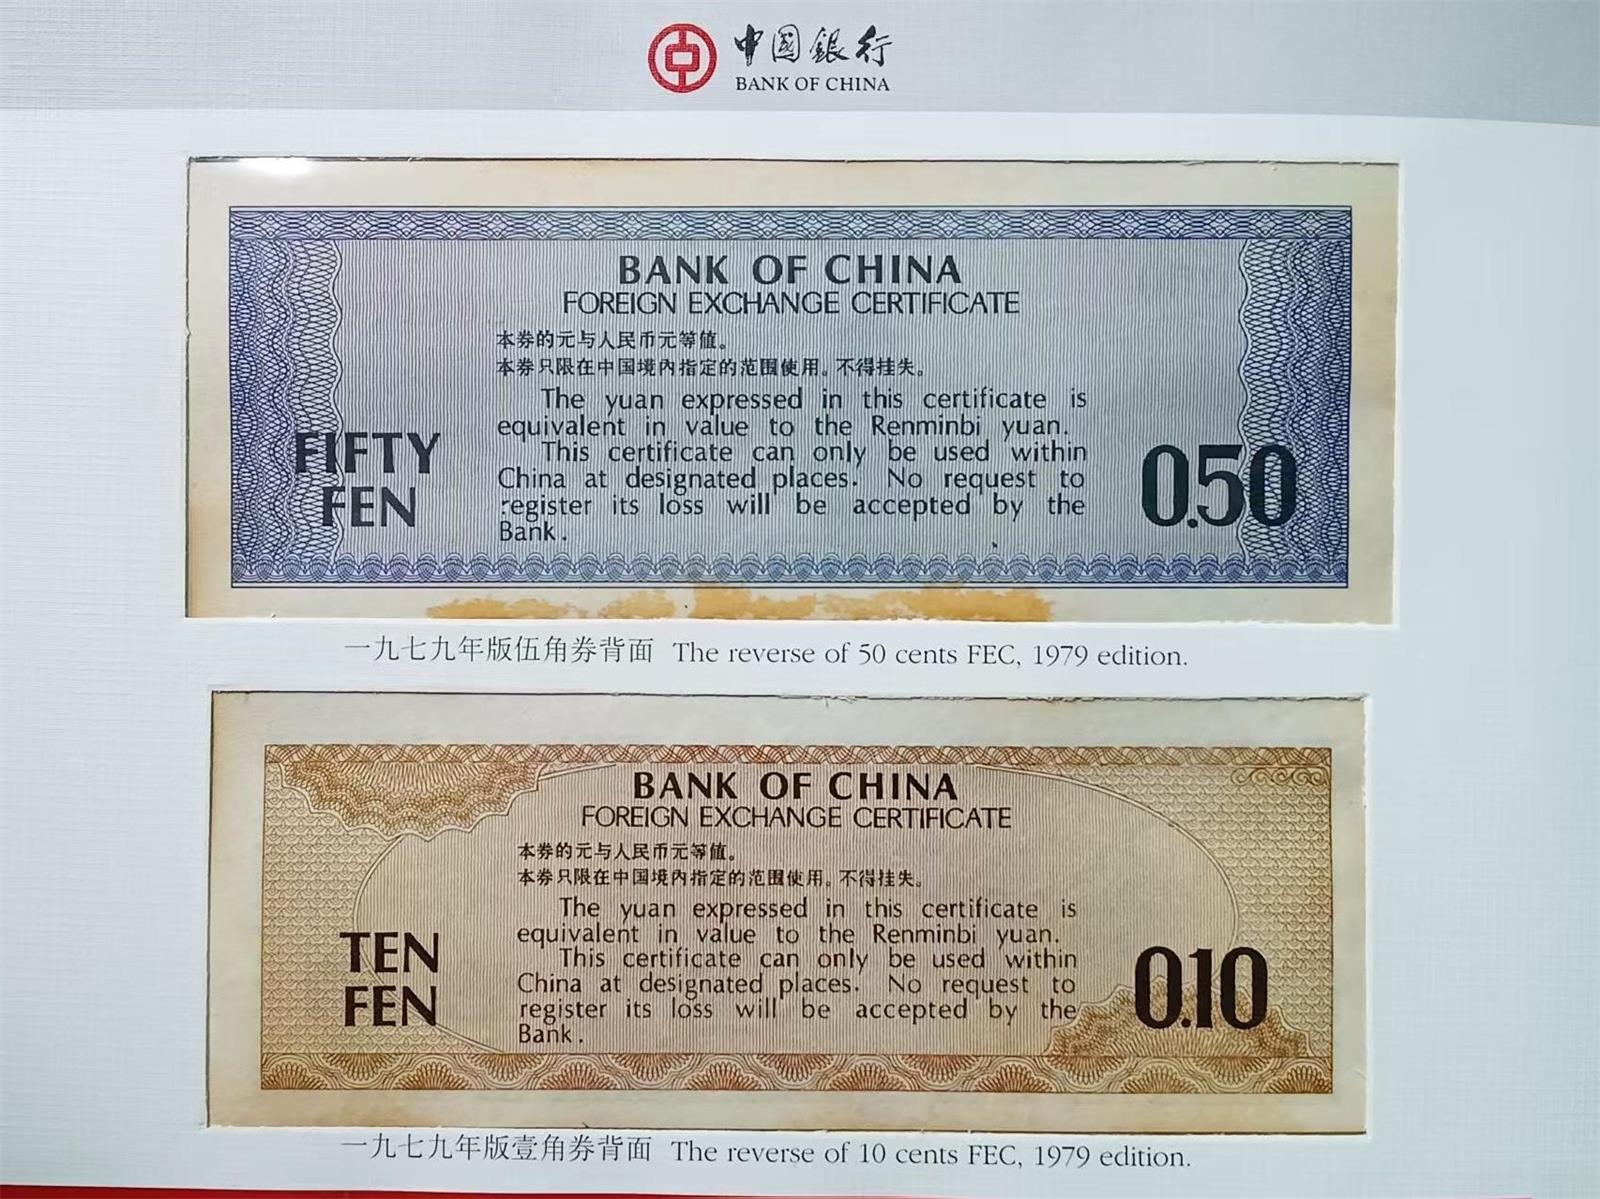 中國銀行
BANK OF CHINA
BANK OF CHINA
FOREIGN EXCHANGE CERTIFICATE
本券的元与人民币元等值。
本券只限在中国境内指定的范围使用。不得挂失。
The yuan expressed in this certificate is
equivalent in value to the Renminbi yuan.
This certificate can only be used within
China at designated places. No request to
register its loss will be accepted by the
Bank.
FIFTY
FEN
0.50
一九七九年版伍角券背面 The reverse of 50 cents FEC, 1979 edition.
BANK OF CHINA
FOREIGN EXCHANGE CERTIFICATE
本券的元与人民币元等值。
本券只限在中国境内指定的范围使用。不得挂失。
The yuan expressed in this certificate is
equivalent in value to the Renminbi yuan.
This certificate can only be used within
China at designated places. No request to
register its loss will be accepted by the
Bank.
TEN
FEN
0.10
一九七九年版壹角券背面 The reverse of 10 cents FEC, 1979 edition.